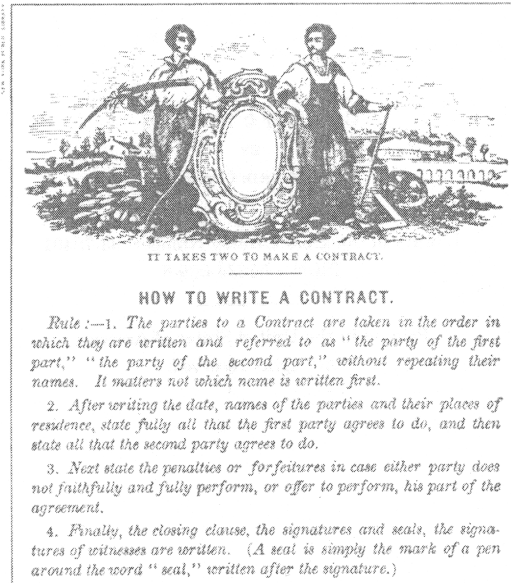 NEW YORK PUBLIC LIBRARY
IT TAKES TWO TO MAKE A CONTRACT.
HOW TO WRITE A CONTRACT.
Rule:—1. The parties to a Contract are taken in the order in
which they are written and referred to as "the party of the first
part," "the party of the second part," without repeating their
names. It matters not which name is written first.
2. After writing the date, names of the parties and their places of
residence, state fully all that the first party agrees to do, and then
state all that the second party agrees to do.
3. Next state the penalties or forfeitures in case either party does
not faithfully and fully perform, or offer to perform, his part of the
agreement.
4. Finally, the closing clause, the signatures and seals, the signa-
tures of witnesses are written. (A seal is simply the mark of a pen
around the word "seal," written after the signature.)